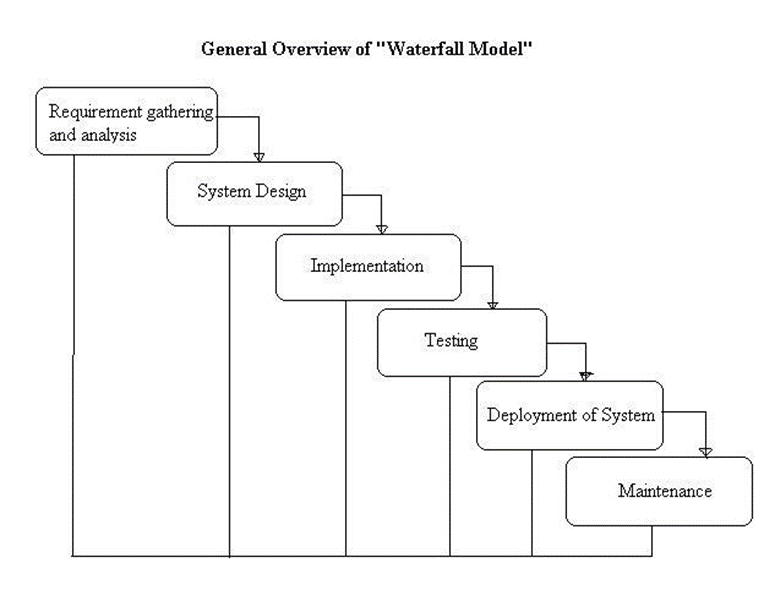 General Overview of "Waterfall Model"
Requirement gathering
and analysis
System Design
Implementation
Testing
Deployment of System
Maintenance